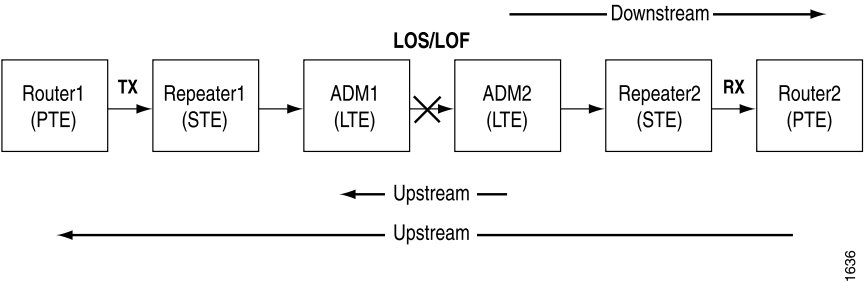 Downstream
LOS/LOF
Router1
(PTE)
TX
Repeater1
(STE)
ADM1
(LTE)
ADM2
(LTE)
Repeater2
(STE)
RX
Router2
(PTE)
Upstream
Upstream
1636